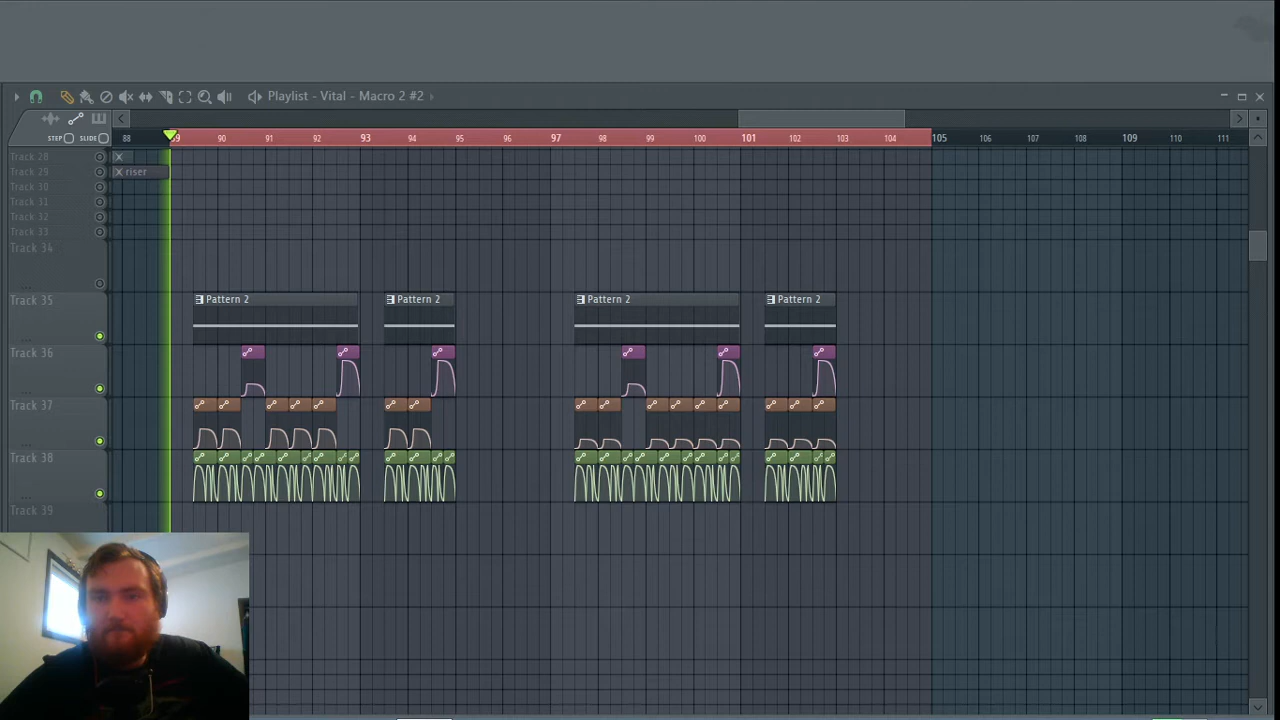 Playlist - Vital - Macro 2 #2
STEP SLIDE 88 89 90 91 92 93 94 95 96 97 98 99 100 101 102 103 104 105 106 107 108 109 110 111
Track 28 X
Track 29 X riser
Track 30
Track 31
Track 32
Track 33
Track 34
...
Track 35 Pattern 2 Pattern 2 Pattern 2 Pattern 2
...
Track 36
...
Track 37
...
Track 38
...
Track 39